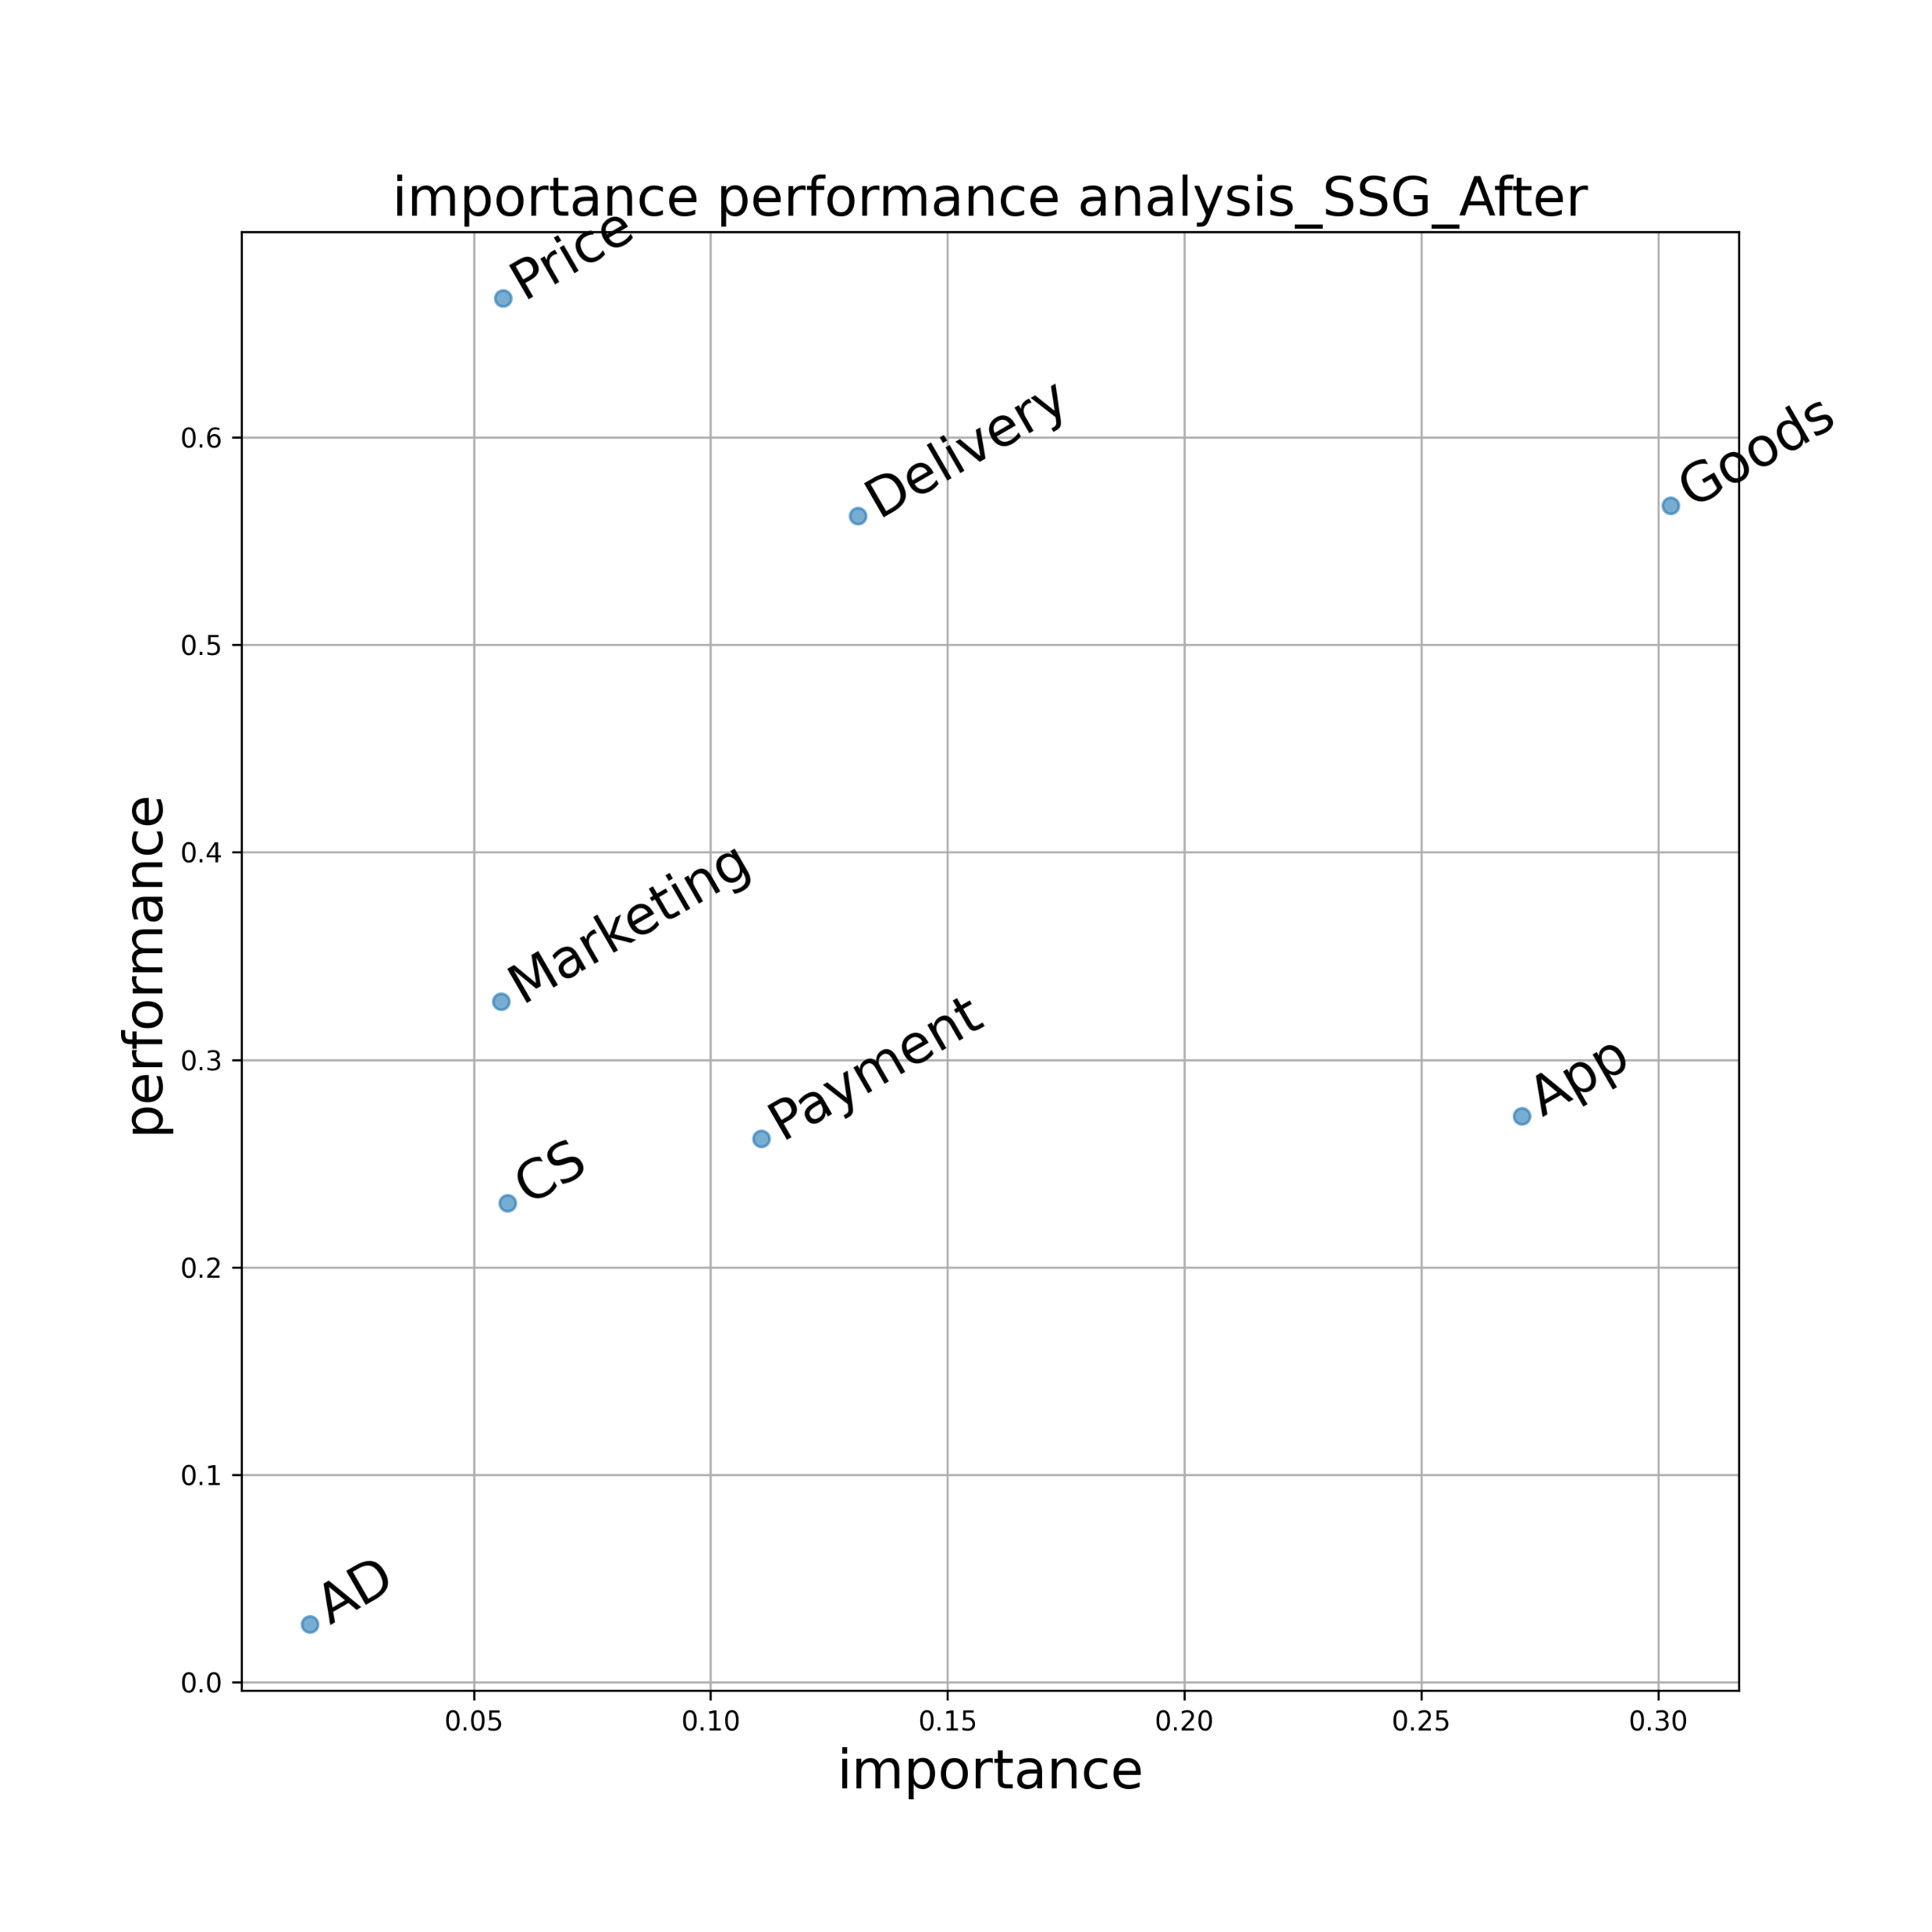 importance performance analysis_SSG_After
Price
Delivery
Goods
Marketing
Payment
App
CS
AD
performance
0.6
0.5
0.4
0.3
0.2
0.1
0.0
0.05 0.10 0.15 0.20 0.25 0.30
importance